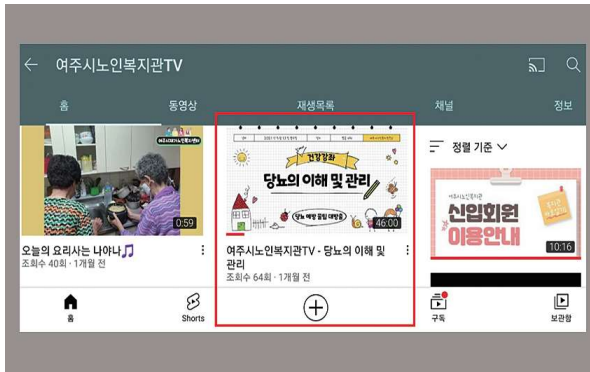 여주시노인복지관TV
홈
동영상
재생목록
채널
정보
0:59
오늘의 요리사는 나야나🎵
조회수 40회 · 1개월 전
건강강좌
당뇨의 이해 및 관리
당뇨 예방 꿀팁 대방출
46:00
여주시노인복지관TV - 당뇨의 이해 및
관리
조회수 64회 · 1개월 전
정렬 기준
여주시노인복지관
신입회원
이용안내
10:16
홈
Shorts
구독
보관함